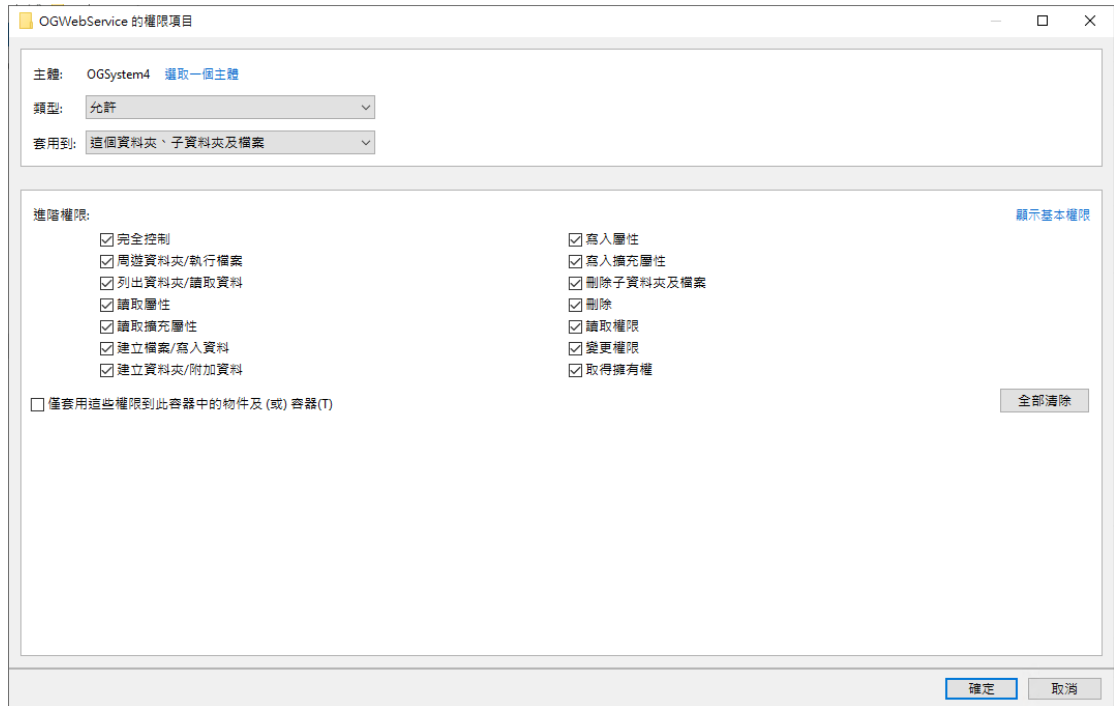 OGWebService 的權限項目
主體: OGSystem4 選取一個主體
類型: 允許
套用到: 這個資料夾、子資料夾及檔案
進階權限: 顯示基本權限
完全控制 寫入屬性
周遊資料夾/執行檔案 寫入擴充屬性
列出資料夾/讀取資料 刪除子資料夾及檔案
讀取屬性 刪除
讀取擴充屬性 讀取權限
建立檔案/寫入資料 變更權限
建立資料夾/附加資料 取得擁有權
僅套用這些權限到此容器中的物件及 (或) 容器(T) 全部清除
確定 取消